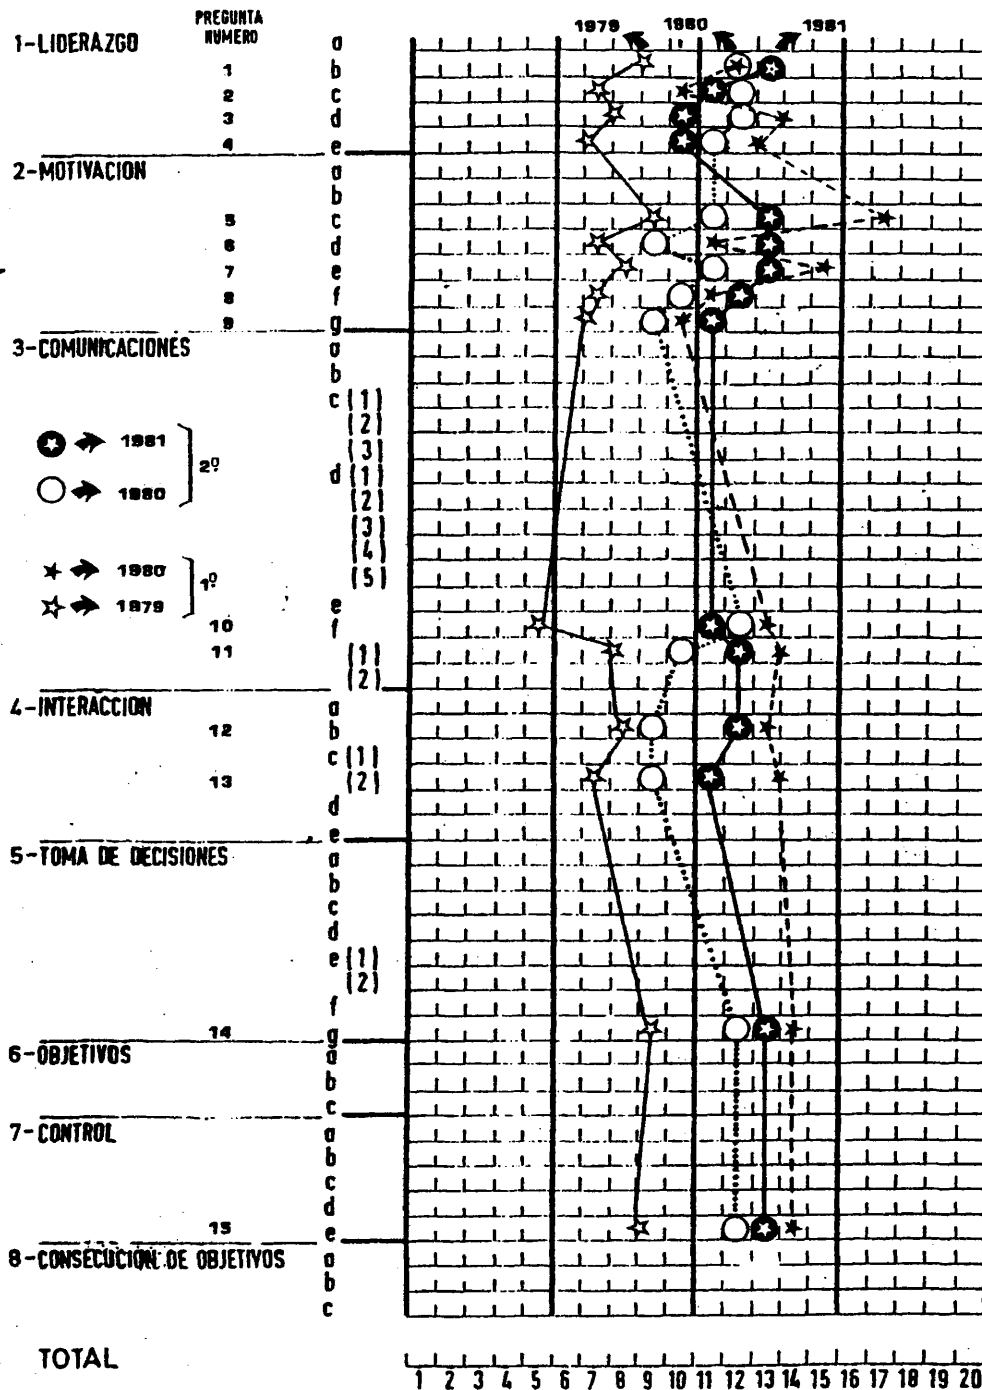 PREGUNTA
NUMERO
1979 1980 1981
1-LIDERAZGO a
1 b
2 c
3 d
4 e
2-MOTIVACION a
b
5 c
6 d
7 e
8 f
9 g
3-COMUNICACIONES a
b
c (1)
(2)
1981
(3)
2º
d (1)
1980
(2)
(3)
(4)
1980
(5)
1º
1979
e
10 f
11 (1)
(2)
4-INTERACCION a
12 b
c (1)
13 (2)
d
e
5-TOMA DE DECISIONES a
b
c
d
e (1)
(2)
f
14 g
6-OBJETIVOS a
b
c
7-CONTROL a
b
c
d
15 e
8-CONSECUCION DE OBJETIVOS a
b
c
TOTAL
1 2 3 4 5 6 7 8 9 10 11 12 13 14 15 16 17 18 19 20